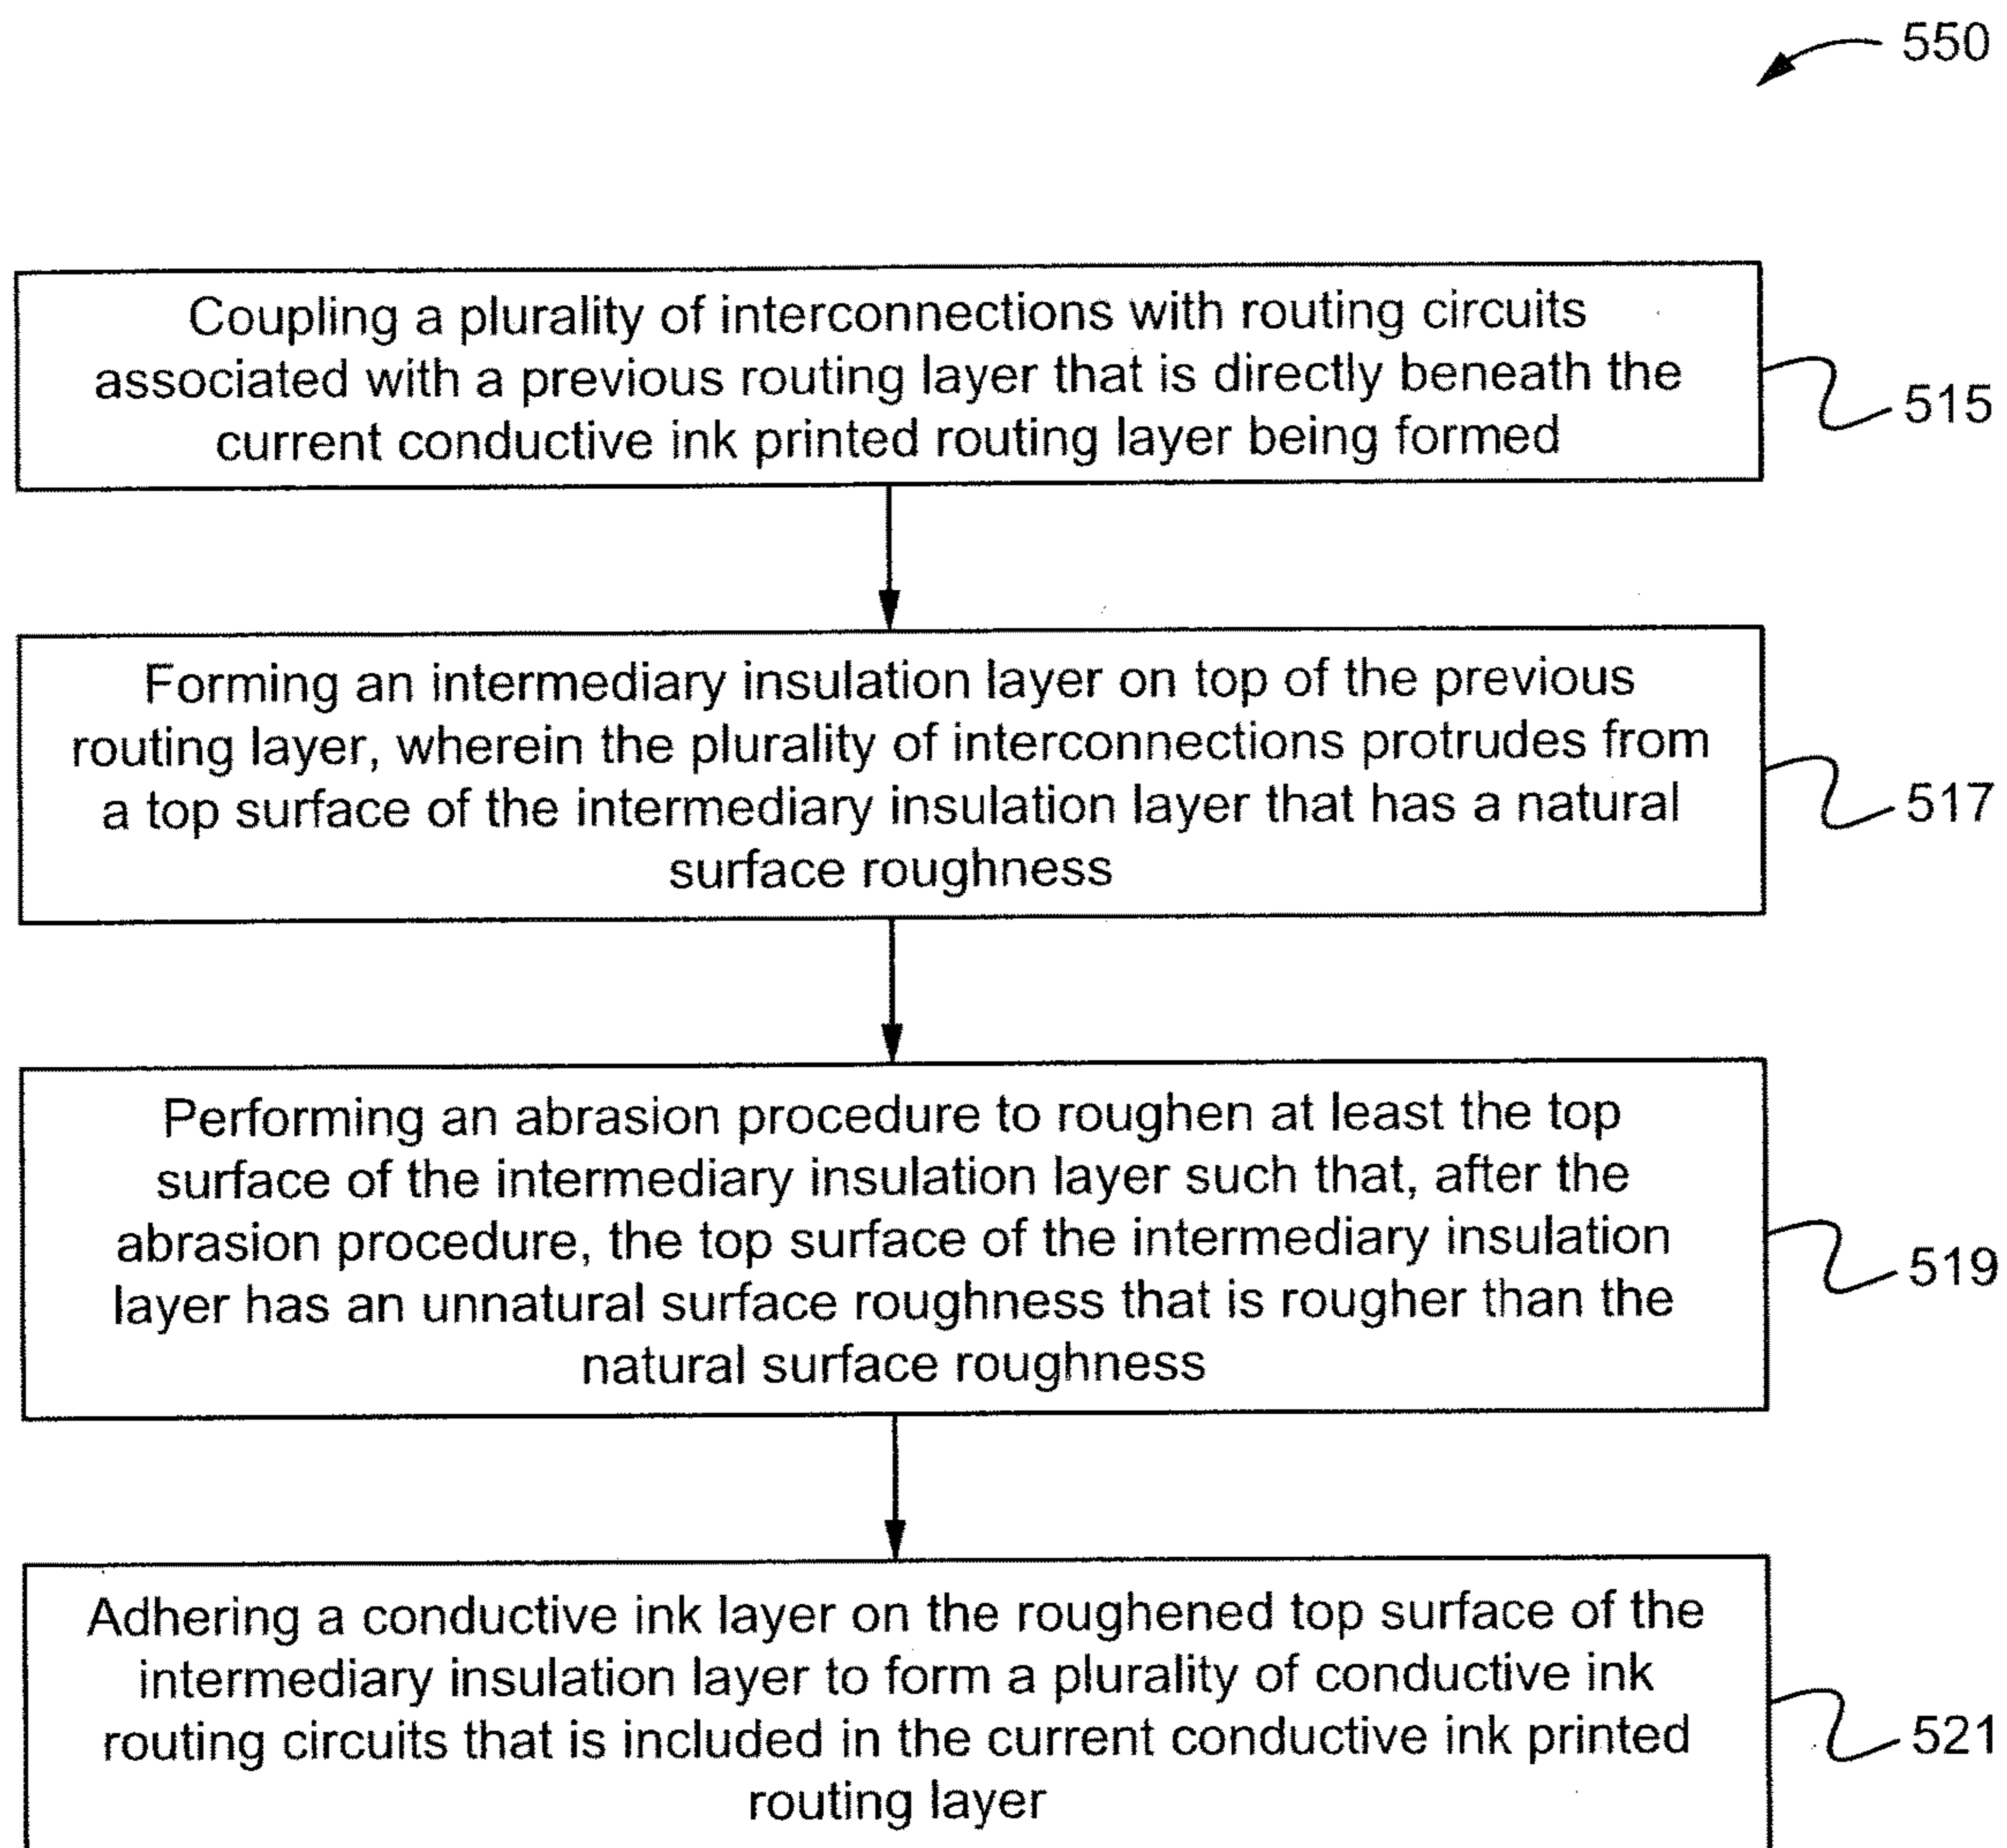 550
Coupling a plurality of interconnections with routing circuits
associated with a previous routing layer that is directly beneath the
current conductive ink printed routing layer being formed
515
Forming an intermediary insulation layer on top of the previous
routing layer, wherein the plurality of interconnections protrudes from
a top surface of the intermediary insulation layer that has a natural
surface roughness
517
Performing an abrasion procedure to roughen at least the top
surface of the intermediary insulation layer such that, after the
abrasion procedure, the top surface of the intermediary insulation
layer has an unnatural surface roughness that is rougher than the
natural surface roughness
519
Adhering a conductive ink layer on the roughened top surface of the
intermediary insulation layer to form a plurality of conductive ink
routing circuits that is included in the current conductive ink printed
routing layer
521